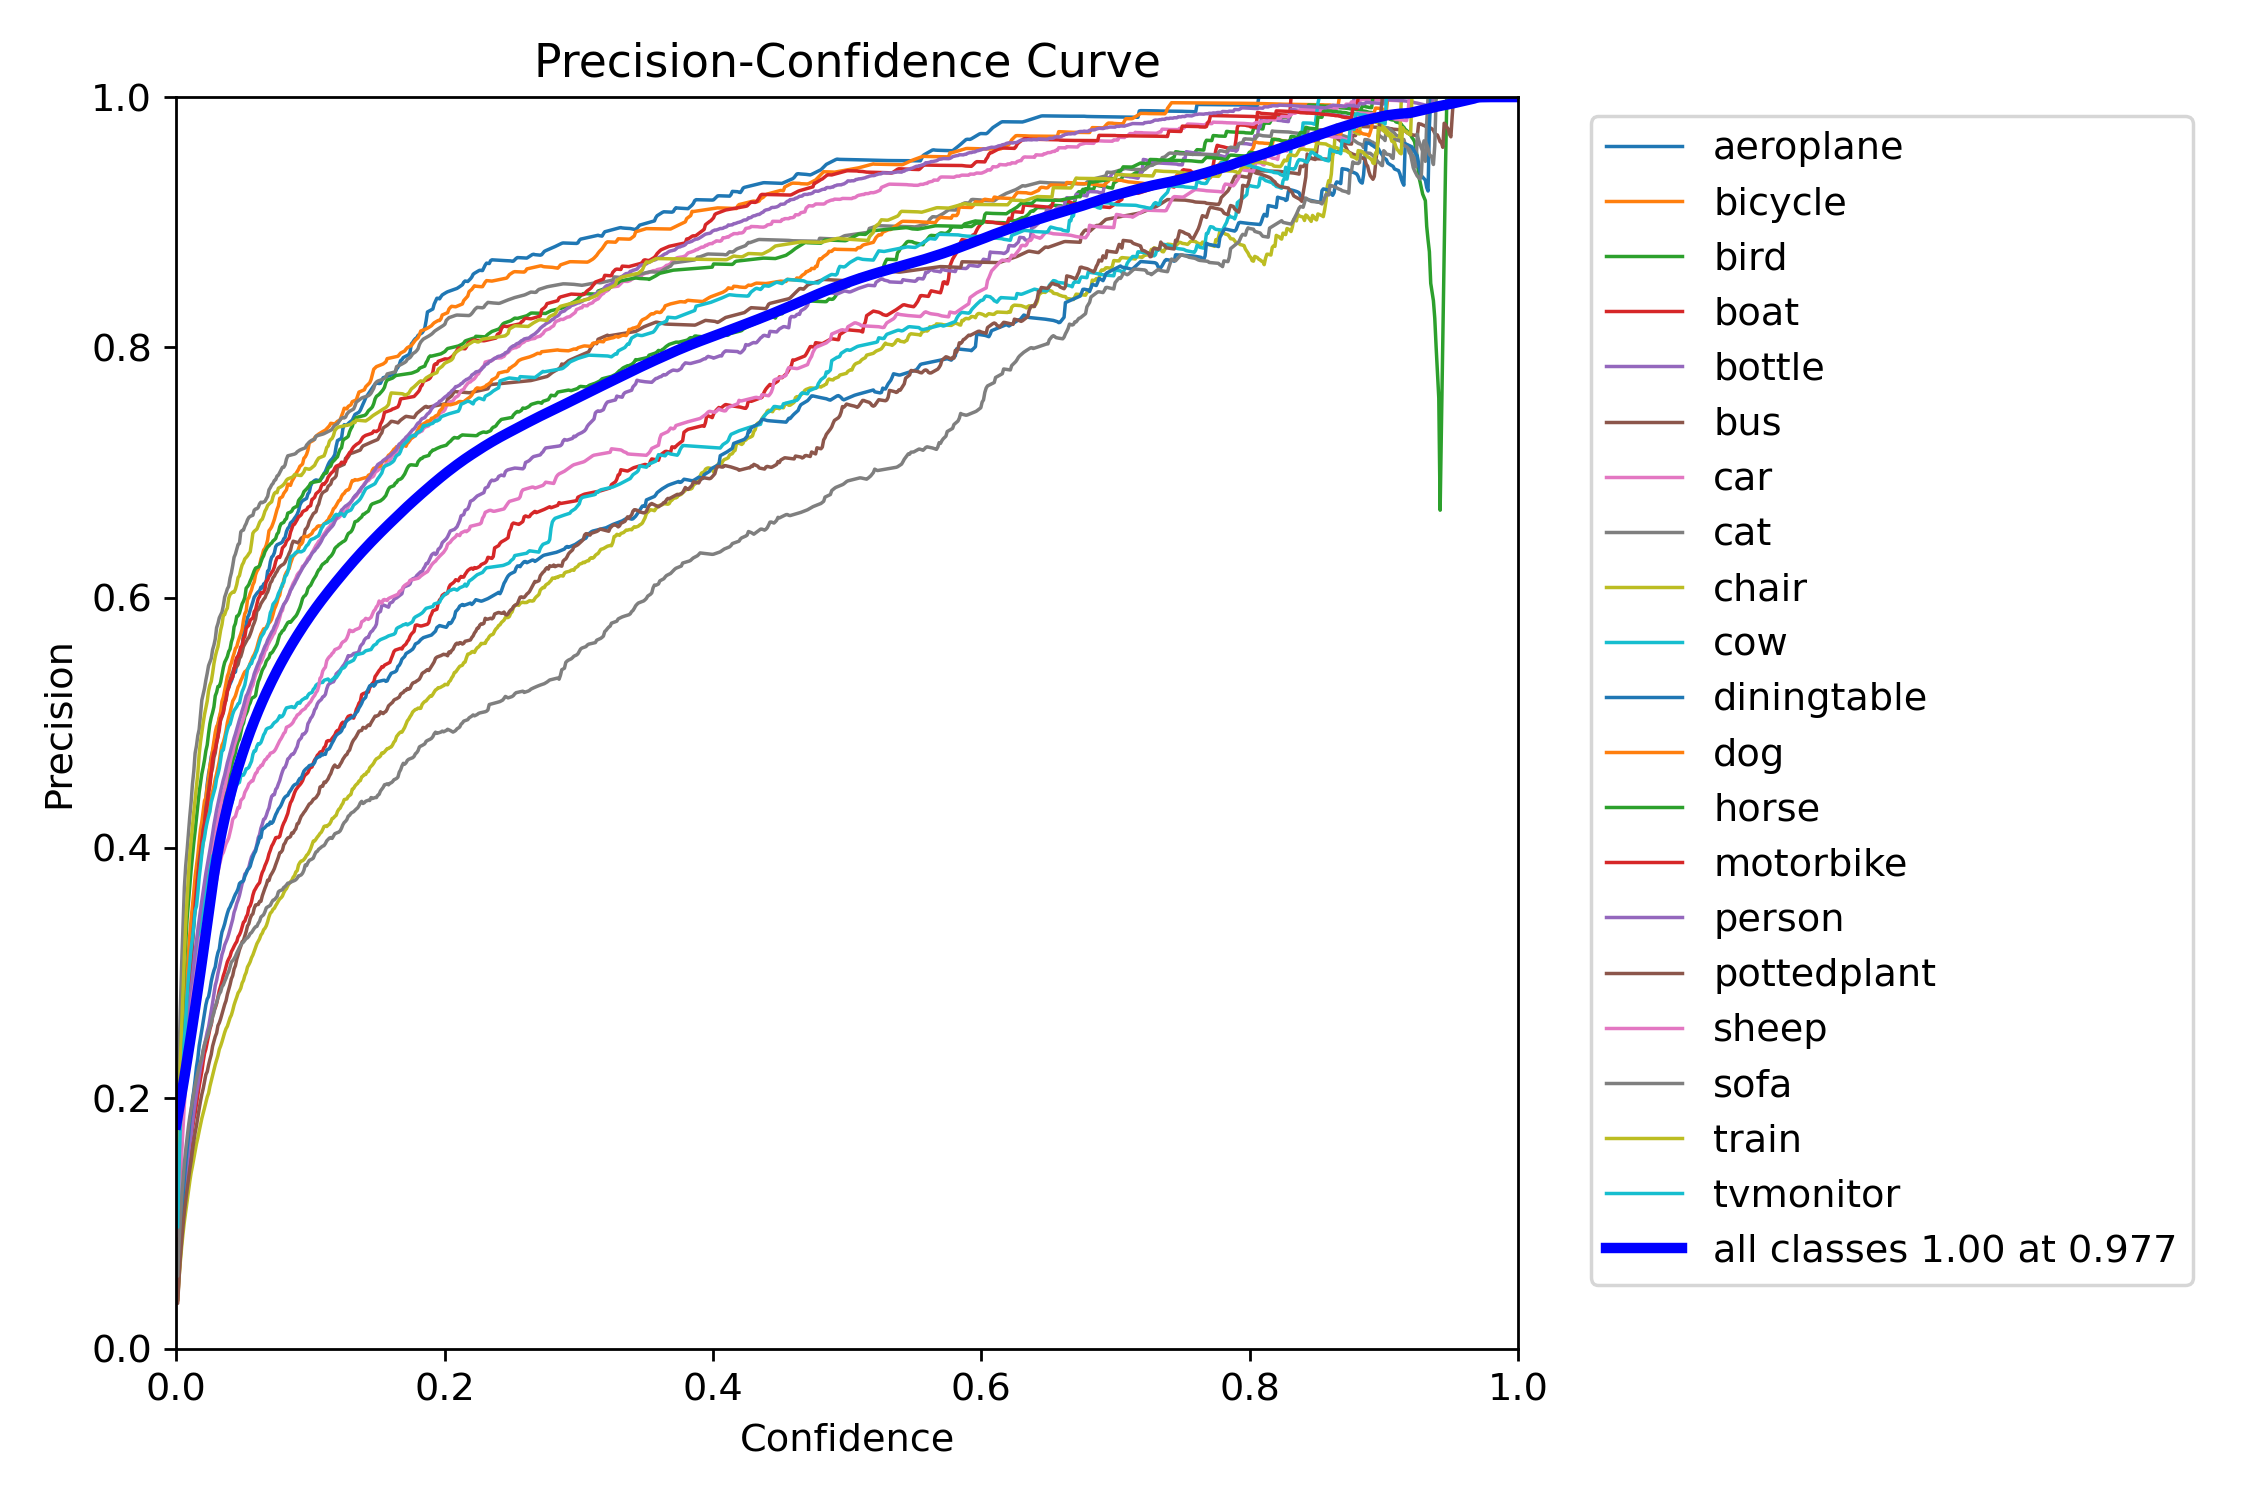 Precision-Confidence Curve
1.0
0.8
0.6
0.4
0.2
0.0
Precision
0.0 0.2 0.4 0.6 0.8 1.0
Confidence
aeroplane
bicycle
bird
boat
bottle
bus
car
cat
chair
cow
diningtable
dog
horse
motorbike
person
pottedplant
sheep
sofa
train
tvmonitor
all classes 1.00 at 0.977